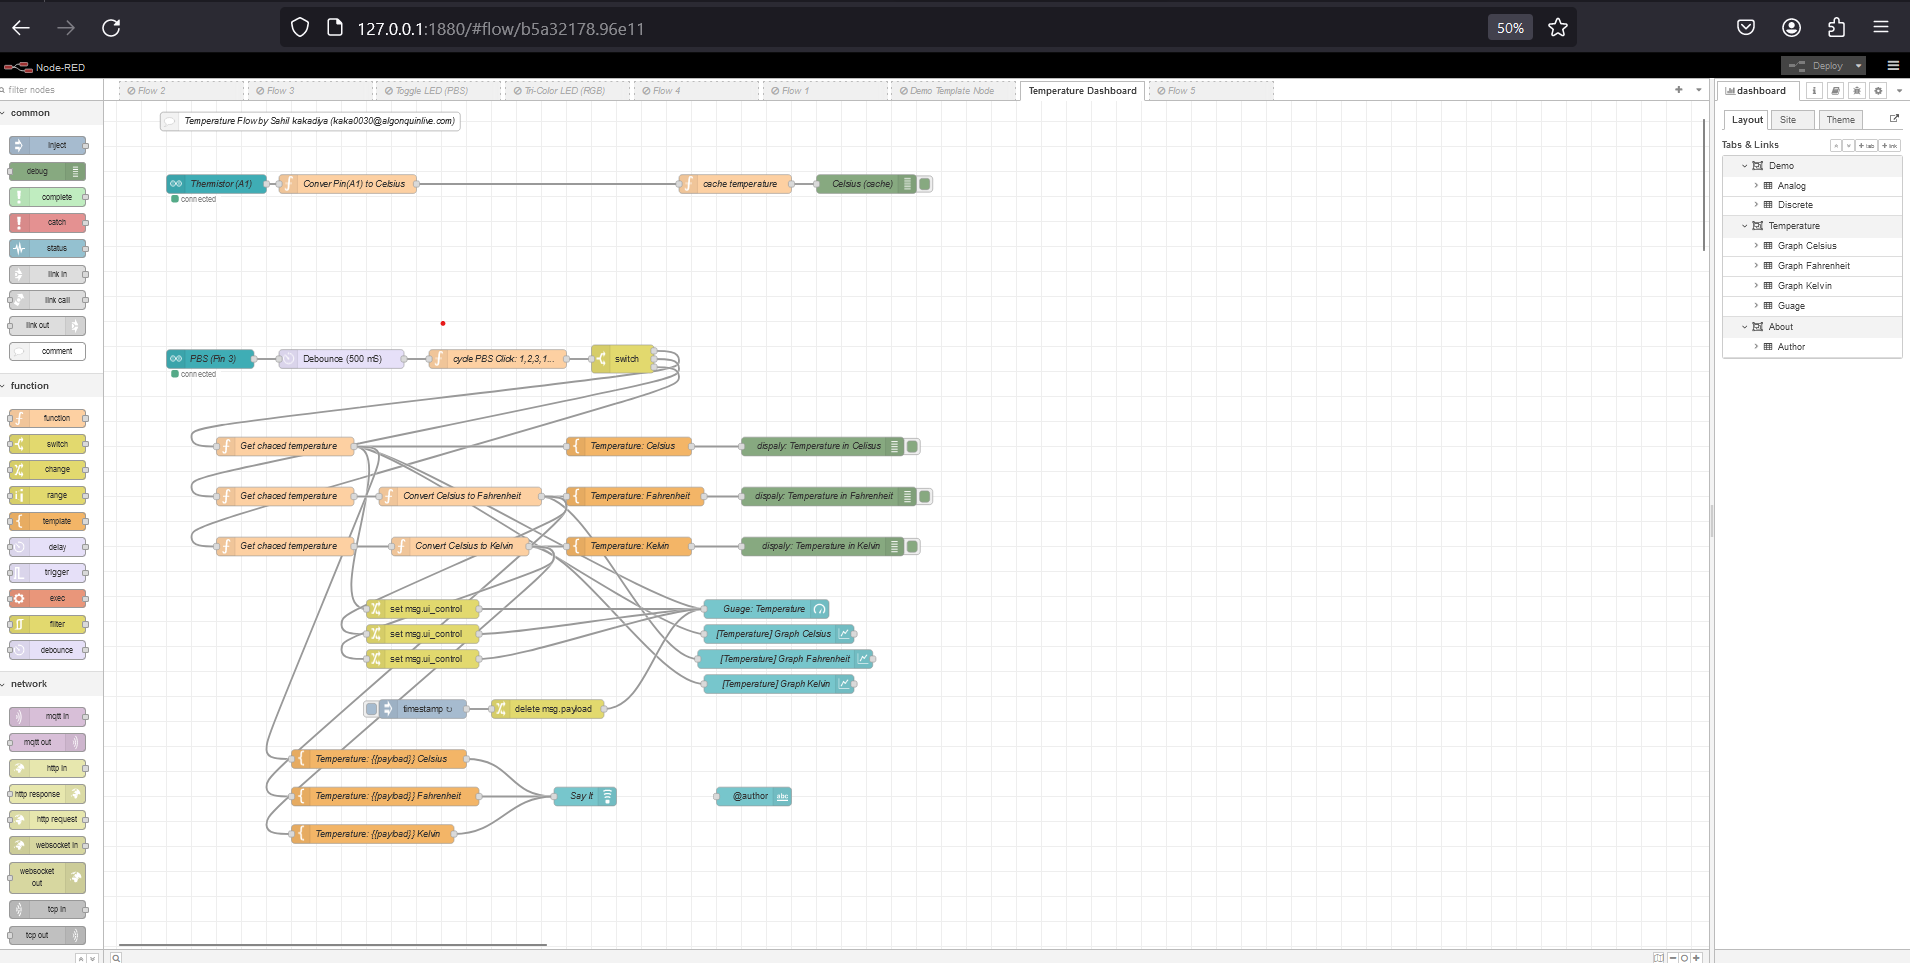 127.0.0.1:1880/#flow/b5a32178.96e11
50%
Node-RED
Deploy
filter nodes
Flow 2
Flow 3
Toggle LED (PBS)
Tri-Color LED (RGB)
Flow 4
Flow 1
Demo Template Node
Temperature Dashboard
Flow 5
dashboard
Layout
Site
Theme
Tabs & Links
+ tab
+ link
Demo
Analog
Discrete
Temperature
Graph Celsius
Graph Fahrenheit
Graph Kelvin
Guage
About
Author
common
inject
debug
complete
catch
status
link in
link call
link out
comment
function
function
switch
change
range
template
delay
trigger
exec
filter
debounce
network
mqtt in
mqtt out
http in
http response
http request
websocket in
websocket
out
tcp in
tcp out
Temperature Flow by Sahil kakadiya (kaka0030@algonquinlive.com)
Thermistor (A1)
connected
Conver Pin(A1) to Celsius
cache temperature
Celsius (cache)
PBS (Pin 3)
connected
Debounce (500 mS)
cycle PBS Click: 1,2,3,1...
switch
Get chaced temperature
Temperature: Celsius
dispaly: Temperature in Celisus
Get chaced temperature
Convert Celsius to Fahrenheit
Temperature: Fahrenheit
dispaly: Temperature in Fahrenheit
Get chaced temperature
Convert Celsius to Kelvin
Temperature: Kelvin
dispaly: Temperature in Kelvin
set msg.ui_control
Guage: Temperature
set msg.ui_control
[Temperature] Graph Celsius
set msg.ui_control
[Temperature] Graph Fahrenheit
[Temperature] Graph Kelvin
timestamp ↻
delete msg.payload
Temperature: {{payload}} Celsius
Temperature: {{payload}} Fahrenheit
Say It
@author
abc
Temperature: {{payload}} Kelvin